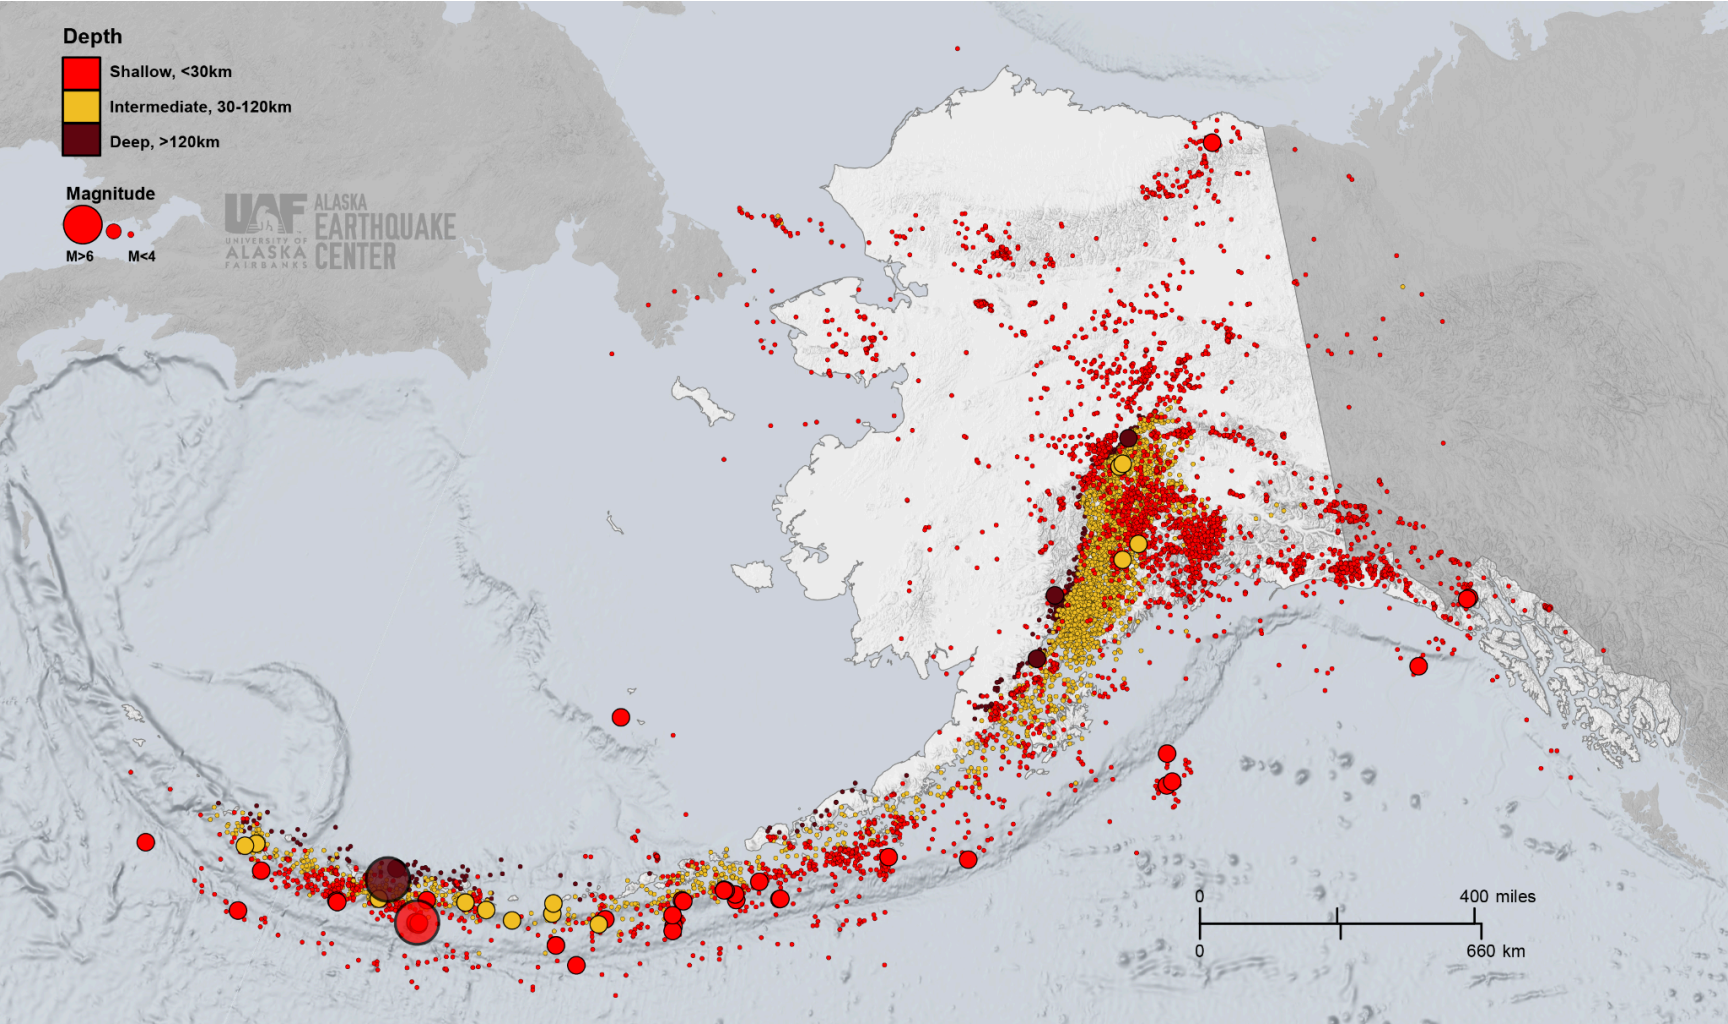 Depth
Shallow, <30km
Intermediate, 30-120km
Deep, >120km
Magnitude
M>6 M<4
UAF
UNIVERSITY OF
ALASKA
FAIRBANKS
ALASKA
EARTHQUAKE
CENTER
0 400 miles
0 660 km